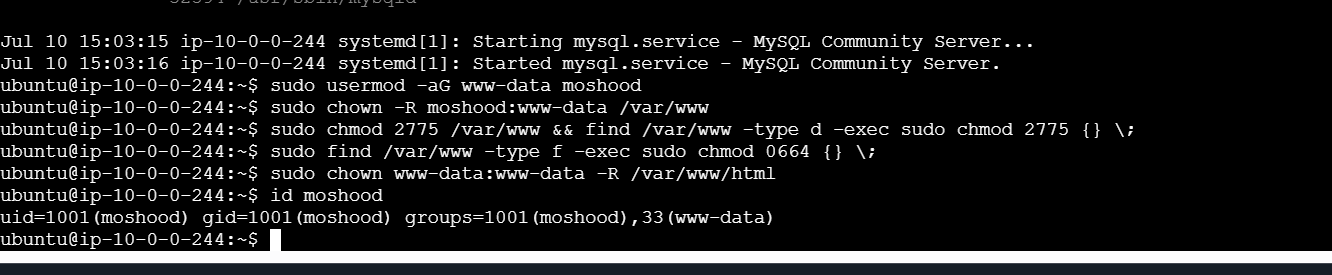 Jul 10 15:03:15 ip-10-0-0-244 systemd[1]: Starting mysql.service - MySQL Community Server...
Jul 10 15:03:16 ip-10-0-0-244 systemd[1]: Started mysql.service - MySQL Community Server.
ubuntu@ip-10-0-0-244:~$ sudo usermod -aG www-data moshood
ubuntu@ip-10-0-0-244:~$ sudo chown -R moshood:www-data /var/www
ubuntu@ip-10-0-0-244:~$ sudo chmod 2775 /var/www && find /var/www -type d -exec sudo chmod 2775 {} \;
ubuntu@ip-10-0-0-244:~$ sudo find /var/www -type f -exec sudo chmod 0664 {} \;
ubuntu@ip-10-0-0-244:~$ sudo chown www-data:www-data -R /var/www/html
ubuntu@ip-10-0-0-244:~$ id moshood
uid=1001(moshood) gid=1001(moshood) groups=1001(moshood),33(www-data)
ubuntu@ip-10-0-0-244:~$